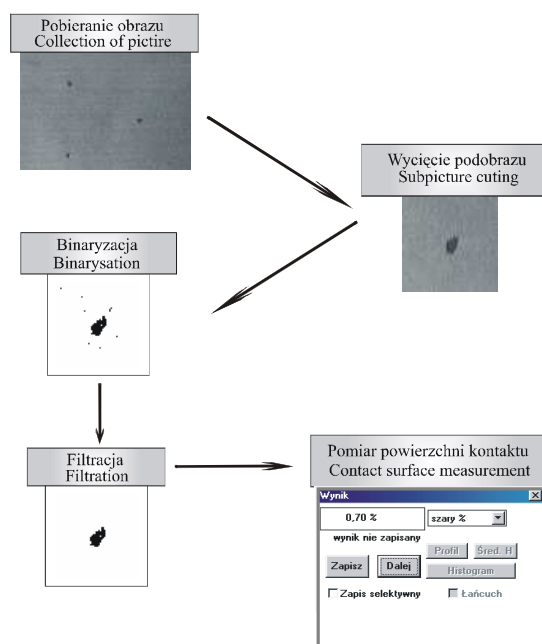 Pobieranie obrazu
Collection of pictire
Wycięcie podobrazu
Subpicture cuting
Binaryzacja
Binarysation
Filtracja
Filtration
Pomiar powierzchni kontaktu
Contact surface measurement
Wynik
0,70 %
szary %
wynik nie zapisany
Profil
Śred. H
Zapisz
Dalej
Histogram
Zapis selektywny
Łańcuch